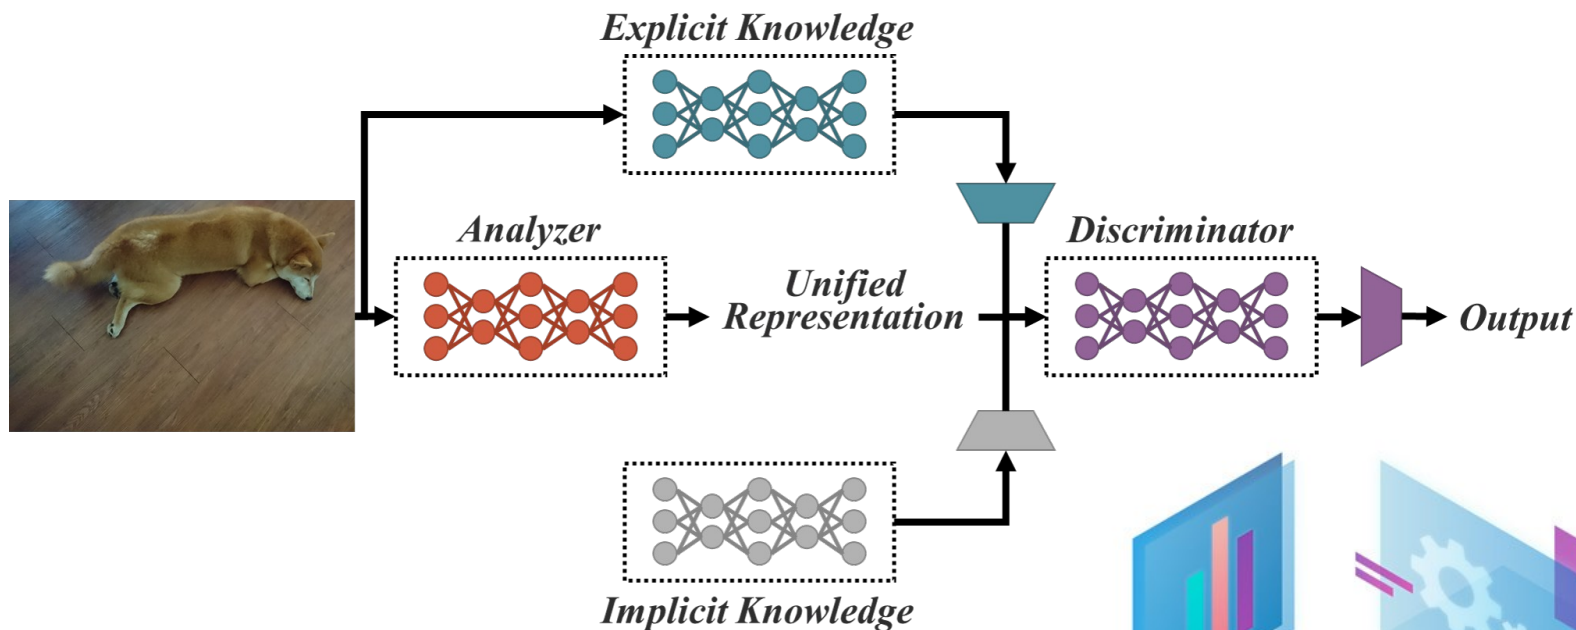 Explicit Knowledge
Analyzer
Unified
Representation
Discriminator
Output
Implicit Knowledge